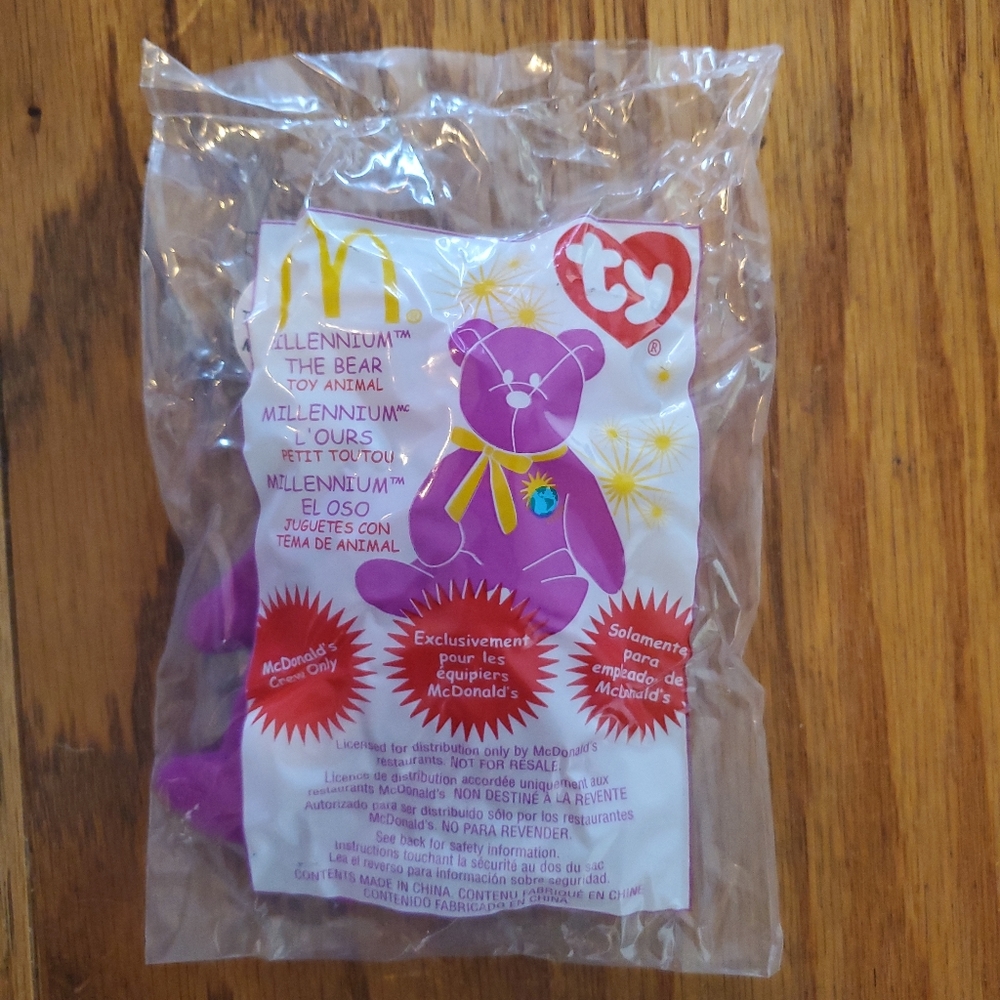 M®
ty®
MILLENNIUM™
THE BEAR
TOY ANIMAL
MILLENNIUMMC
L'OURS
PETIT TOUTOU
MILLENNIUM™
EL OSO
JUGUETES CON
TEMA DE ANIMAL
McDonald's
Crew Only
Exclusivement
pour les
équipiers
McDonald's
Solamente
para
empleados de
McDonald's
Licensed for distribution only by McDonald's
restaurants. NOT FOR RESALE.
Licence de distribution accordée uniquement aux
restaurants McDonald's NON DESTINÉ À LA REVENTE
Autorizado para ser distribuido sólo por los restaurantes
McDonald's. NO PARA REVENDER.
See back for safety information.
Instructions touchant la sécurité au dos du sac
Lea el reverso para información sobre seguridad.
CONTENTS MADE IN CHINA. CONTENU FABRIQUÉ EN CHINE
CONTENIDO FABRICADO EN CHINA